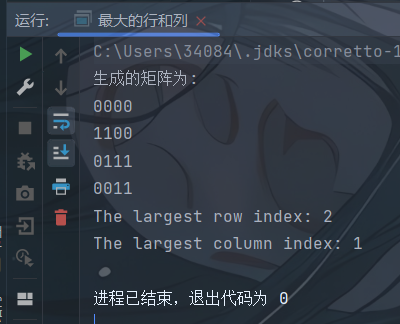 运行: 最大的行和列
C:\Users\34084\.jdks\corretto-1
生成的矩阵为:
0000
1100
0111
0011
The largest row index: 2
The largest column index: 1
进程已结束，退出代码为 0